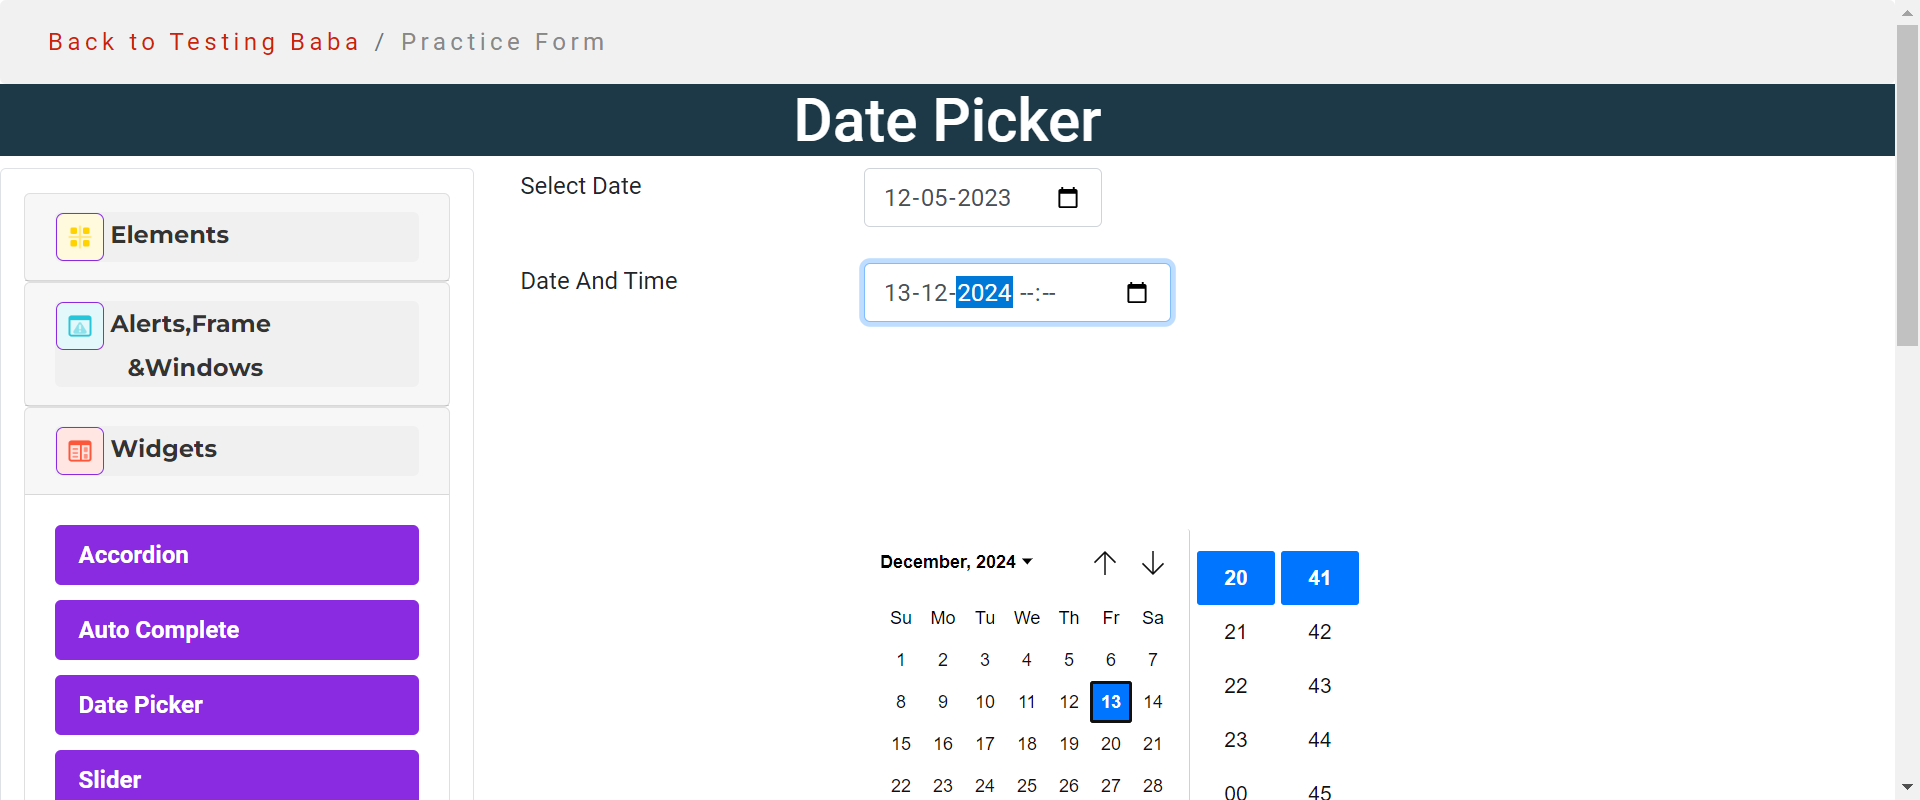 Back to Testing Baba / Practice Form
Date Picker
Elements
Alerts,Frame
&Windows
Widgets
Accordion
Auto Complete
Date Picker
Slider
Select Date
12-05-2023
Date And Time
13-12-2024 --:--
December, 2024
Su Mo Tu We Th Fr Sa
1 2 3 4 5 6 7
8 9 10 11 12 13 14
15 16 17 18 19 20 21
22 23 24 25 26 27 28
20 41
21 42
22 43
23 44
00 45